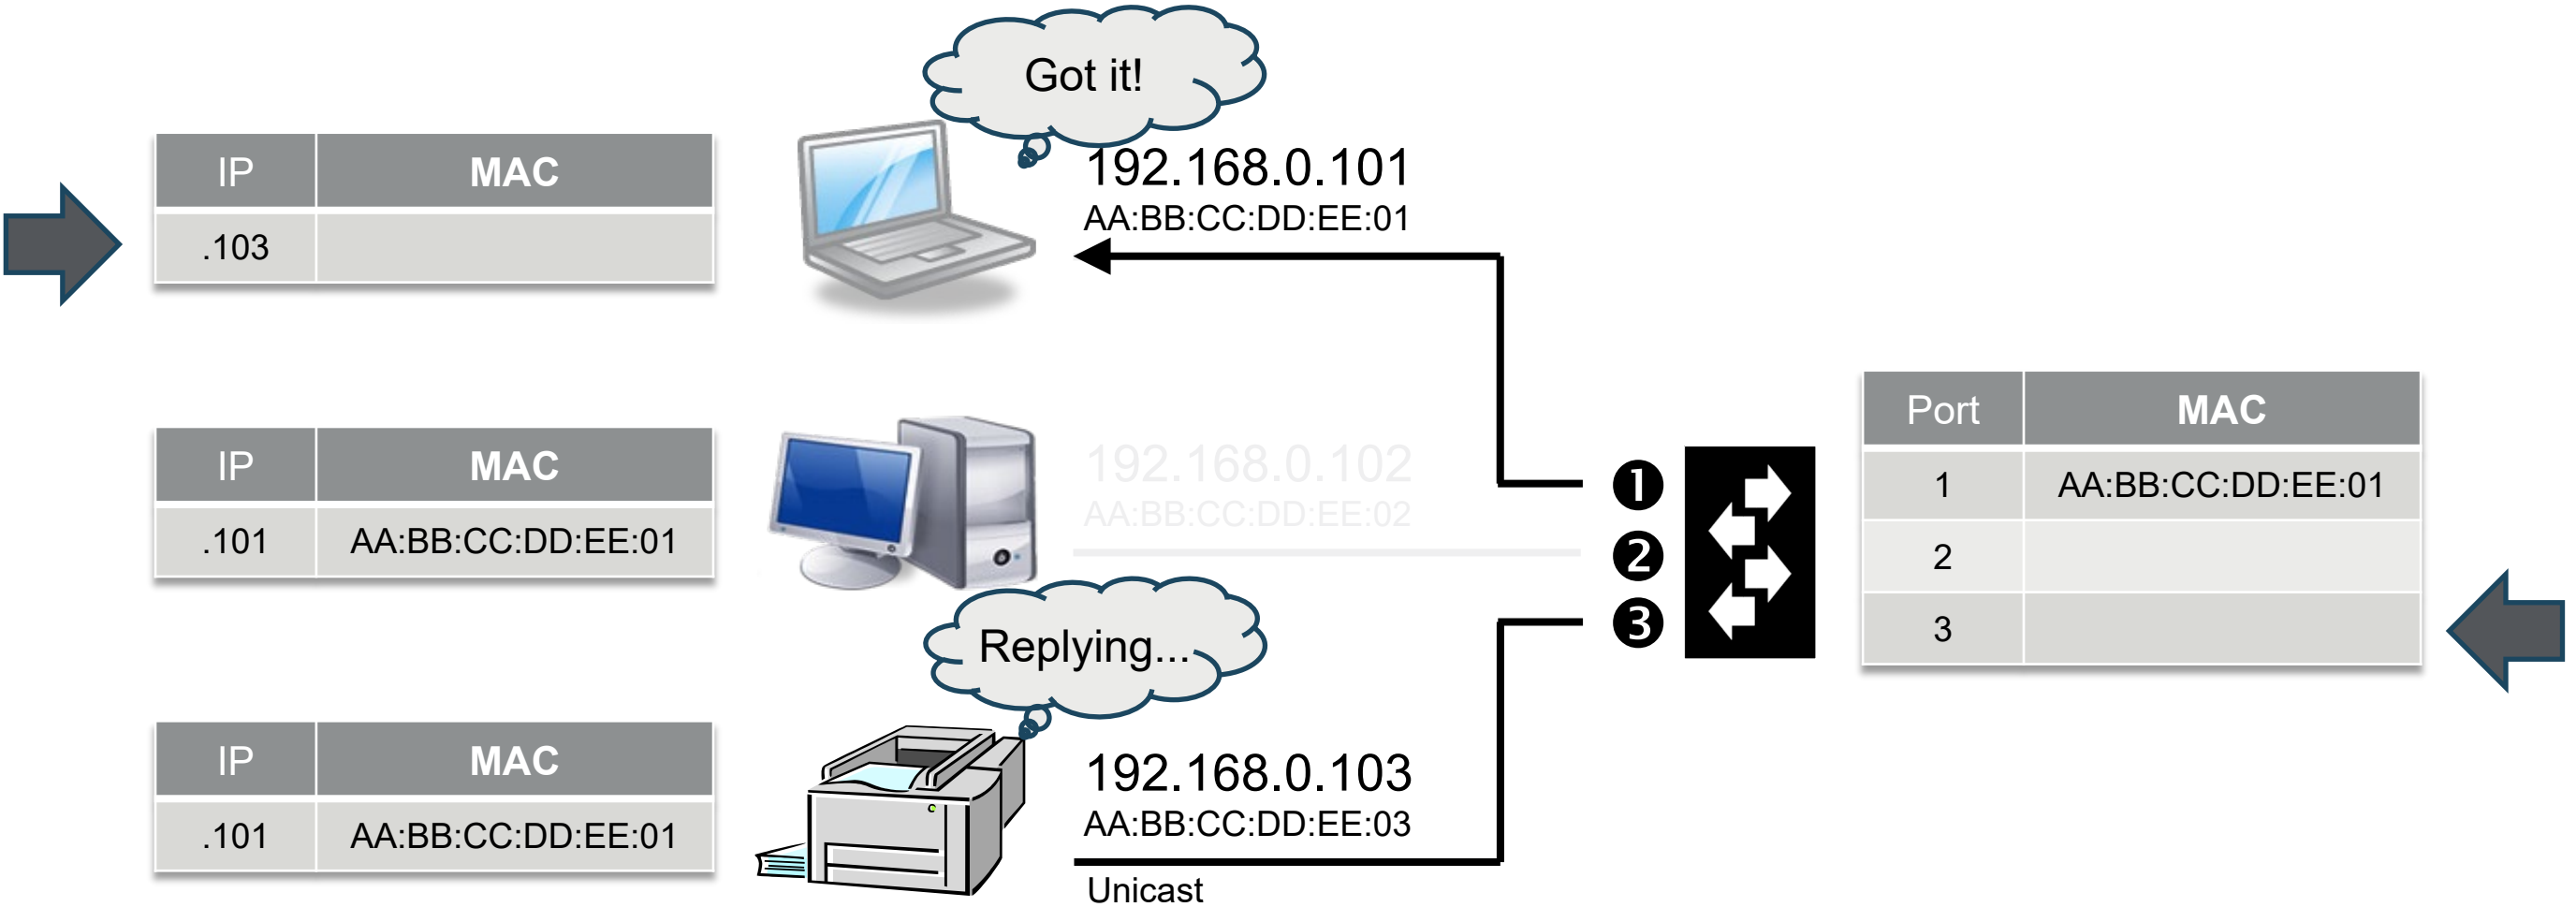 Got it!
IP MAC
.103
192.168.0.101
AA:BB:CC:DD:EE:01
IP MAC
.101 AA:BB:CC:DD:EE:01
192.168.0.102
AA:BB:CC:DD:EE:02
1
2
3
Port MAC
1 AA:BB:CC:DD:EE:01
2
3
Replying...
IP MAC
.101 AA:BB:CC:DD:EE:01
192.168.0.103
AA:BB:CC:DD:EE:03
Unicast